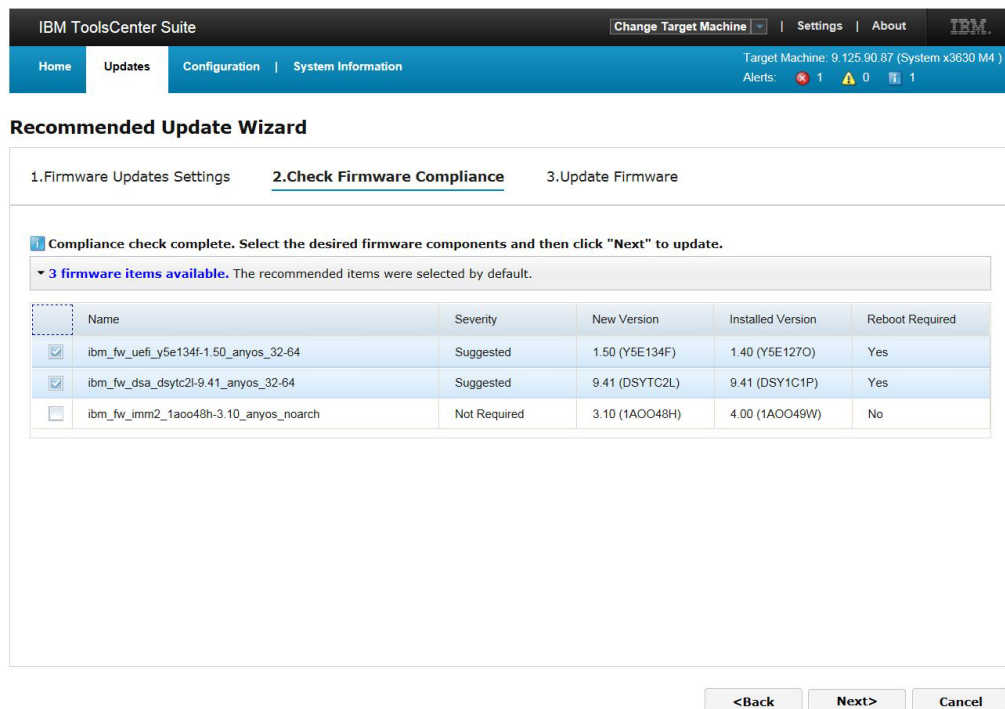 IBM ToolsCenter Suite Change Target Machine | Settings | About IBM.
Home Updates Configuration | System Information Target Machine: 9.125.90.87 (System x3630 M4 )
Alerts: 1 0 1
Recommended Update Wizard
1.Firmware Updates Settings 2.Check Firmware Compliance 3.Update Firmware
Compliance check complete. Select the desired firmware components and then click "Next" to update.
3 firmware items available. The recommended items were selected by default.
Name Severity New Version Installed Version Reboot Required
ibm_fw_uefi_y5e134f-1.50_anyos_32-64 Suggested 1.50 (Y5E134F) 1.40 (Y5E127O) Yes
ibm_fw_dsa_dsytc2l-9.41_anyos_32-64 Suggested 9.41 (DSYTC2L) 9.41 (DSY1C1P) Yes
ibm_fw_imm2_1aoo48h-3.10_anyos_noarch Not Required 3.10 (1AOO48H) 4.00 (1AOO49W) No
<Back Next> Cancel